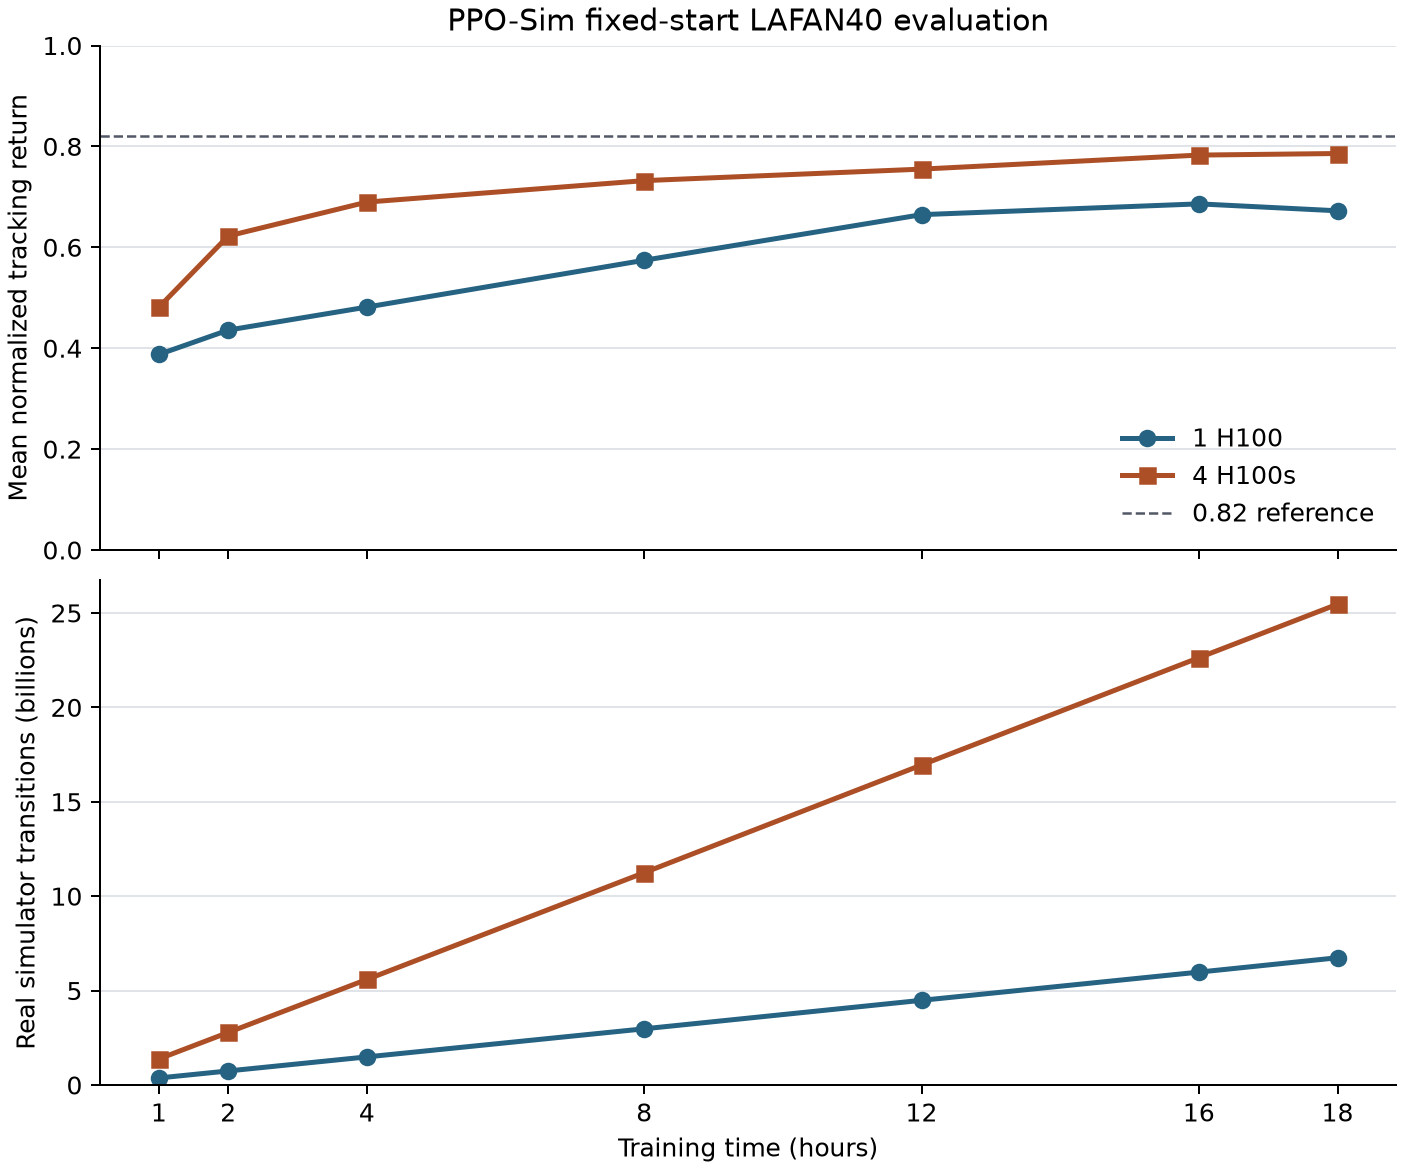 PPO-Sim fixed-start LAFAN40 evaluation
Mean normalized tracking return
1.0
0.8
0.6
0.4
0.2
0.0
1 H100
4 H100s
0.82 reference
Real simulator transitions (billions)
25
20
15
10
5
0
1 2 4 8 12 16 18
Training time (hours)